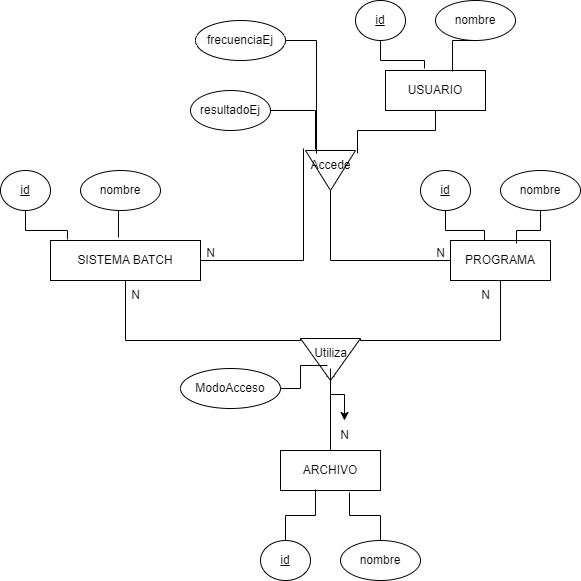 id
nombre
frecuenciaEj
USUARIO
resultadoEj
Accede
id
nombre
id
nombre
N
N
SISTEMA BATCH
PROGRAMA
N
N
Utiliza
ModoAcceso
N
ARCHIVO
id
nombre